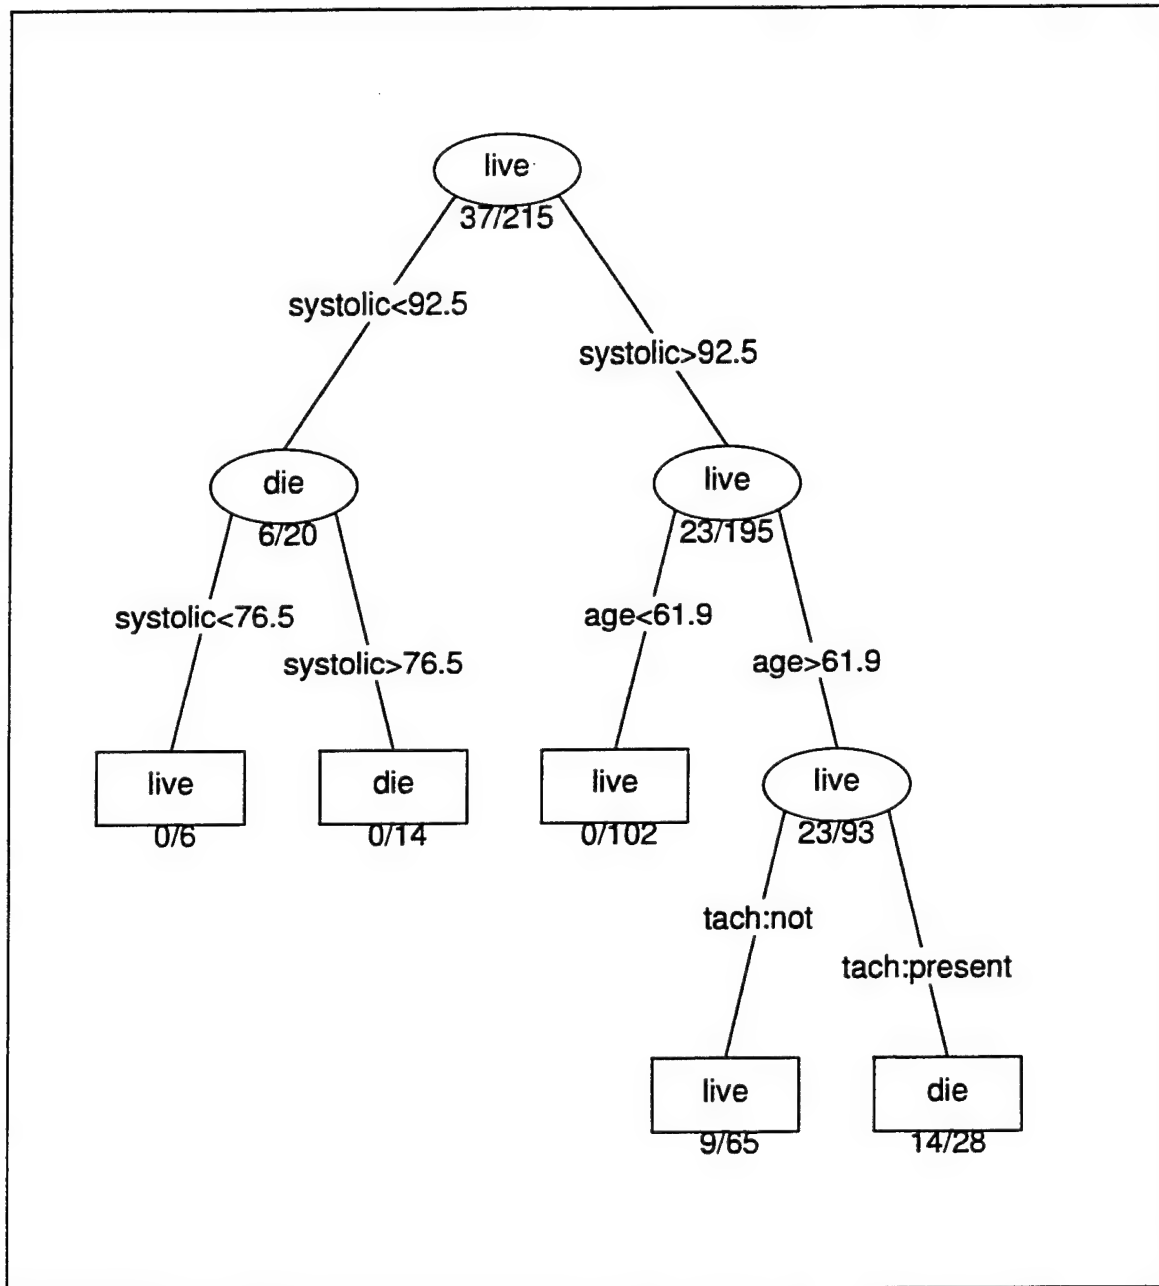 live
37/215
systolic<92.5
systolic>92.5
die
6/20
live
23/195
systolic<76.5
systolic>76.5
age<61.9
age>61.9
live
0/6
die
0/14
live
0/102
live
23/93
tach:not
tach:present
live
9/65
die
14/28